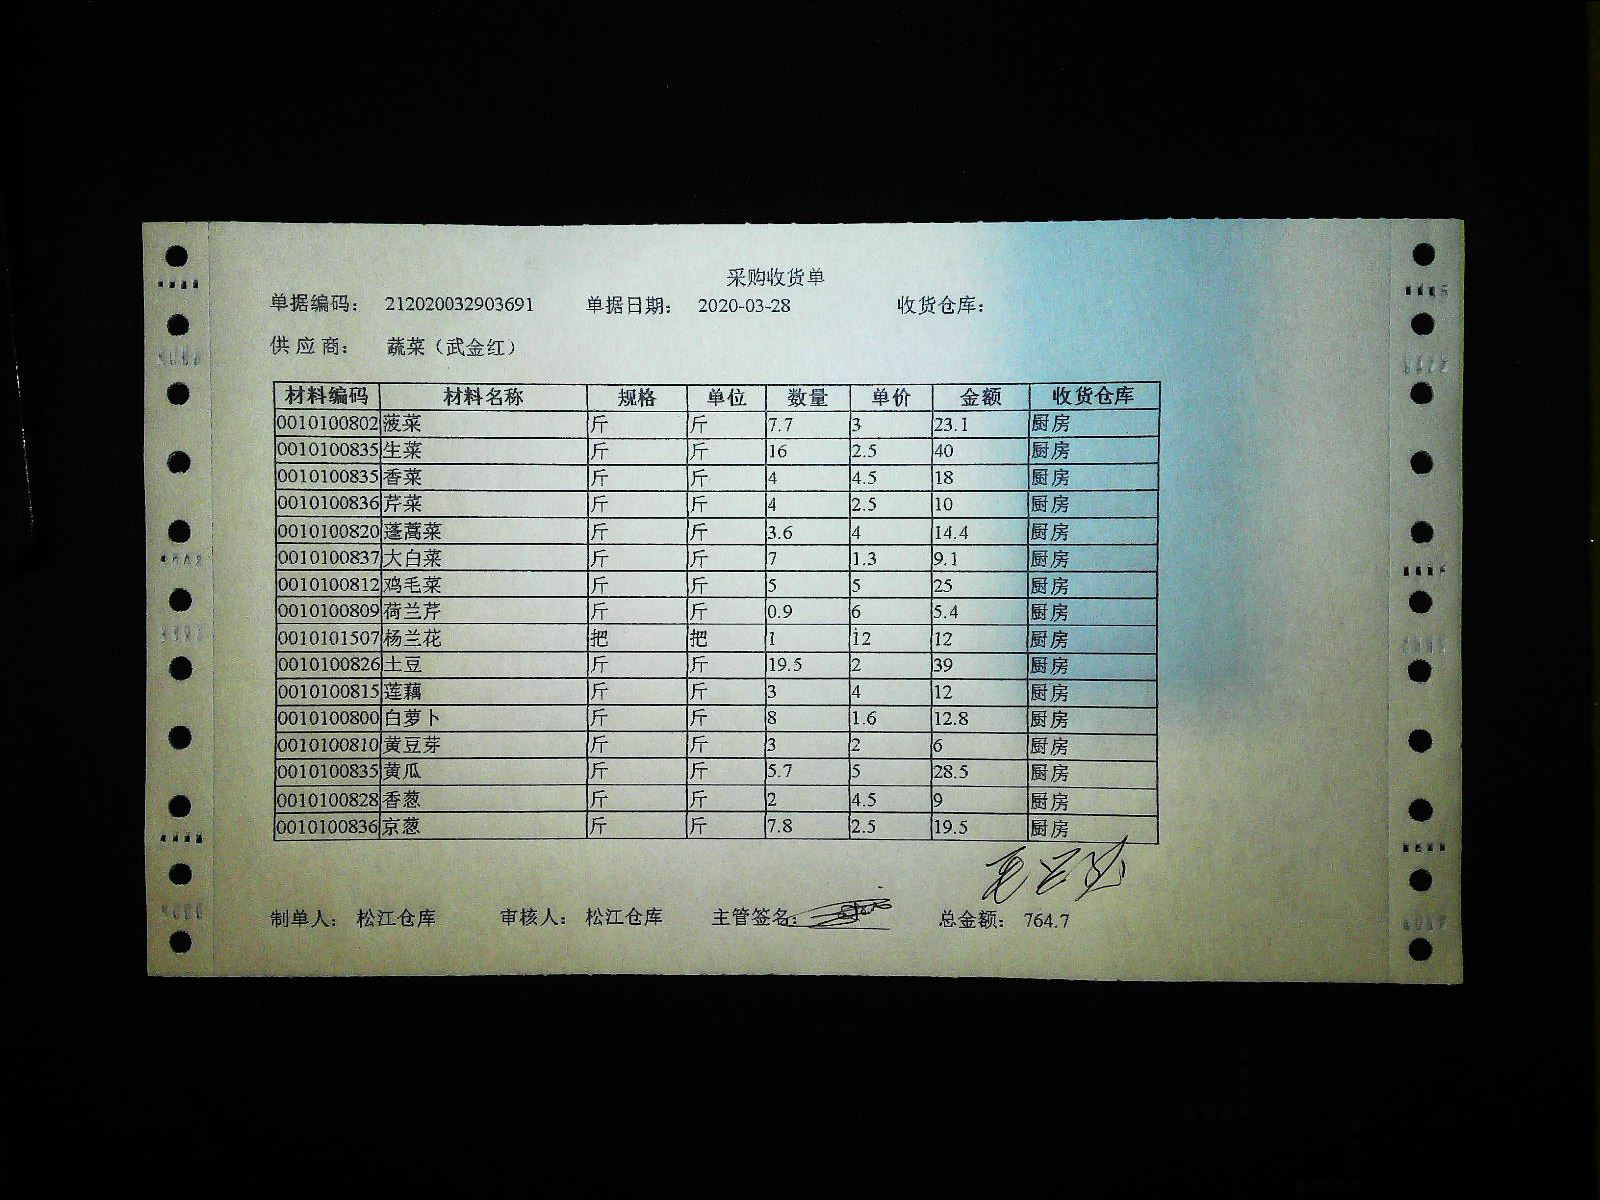 采购收货单
单据编码： 212020032903691 单据日期： 2020-03-28 收货仓库：
供 应 商： 蔬菜（武金红）
材料编码 材料名称 规格 单位 数量 单价 金额 收货仓库
0010100802 菠菜 斤 斤 7.7 3 23.1 厨房
0010100835 生菜 斤 斤 16 2.5 40 厨房
0010100835 香菜 斤 斤 4 4.5 18 厨房
0010100836 芹菜 斤 斤 4 2.5 10 厨房
0010100820 蓬蒿菜 斤 斤 3.6 4 14.4 厨房
0010100837 大白菜 斤 斤 7 1.3 9.1 厨房
0010100812 鸡毛菜 斤 斤 5 5 25 厨房
0010100809 荷兰芹 斤 斤 0.9 6 5.4 厨房
0010101507 杨兰花 把 把 1 12 12 厨房
0010100826 土豆 斤 斤 19.5 2 39 厨房
0010100815 莲藕 斤 斤 3 4 12 厨房
0010100800 白萝卜 斤 斤 8 1.6 12.8 厨房
0010100810 黄豆芽 斤 斤 3 2 6 厨房
0010100835 黄瓜 斤 斤 5.7 5 28.5 厨房
0010100828 香葱 斤 斤 2 4.5 9 厨房
0010100836 京葱 斤 斤 7.8 2.5 19.5 厨房
制单人： 松江仓库 审核人： 松江仓库 主管签名： 总金额： 764.7